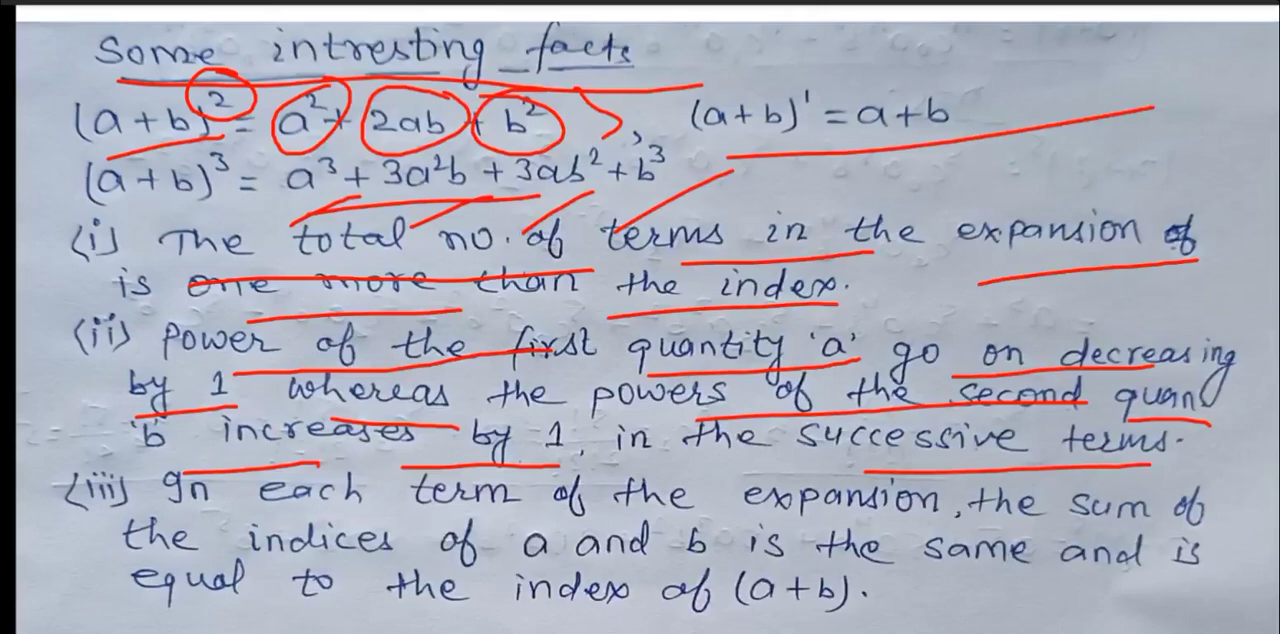 Some intresting facts
(a+b)² = a² + 2ab + b² , (a+b)¹ = a+b
(a+b)³ = a³ + 3a²b + 3ab² + b³
(i) The total no. of terms in the expansion of
is one more than the index.
(ii) Power of the first quantity 'a' go on decreasing
by 1 whereas the powers of the second quan
'b' increases by 1, in the successive terms.
(iii) In each term of the expansion, the sum of
the indices of a and b is the same and is
equal to the index of (a+b).